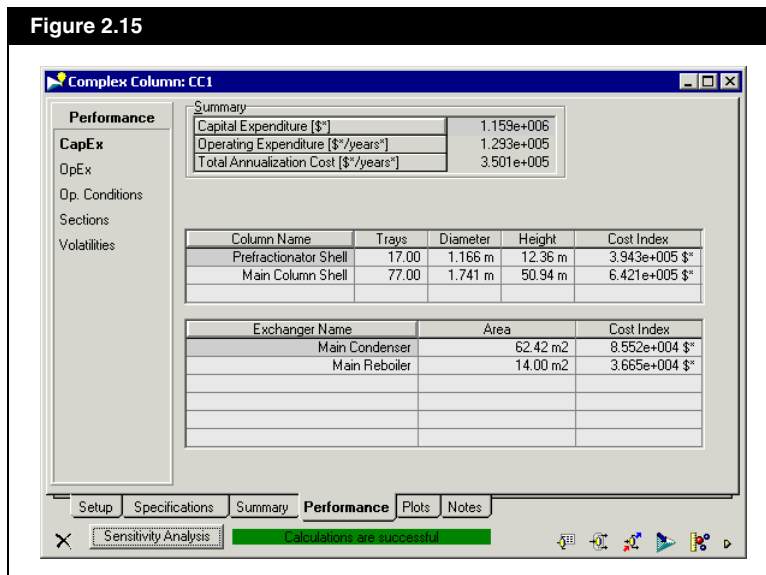 Figure 2.15
Complex Column: CC1
Performance
CapEx
OpEx
Op. Conditions
Sections
Volatilities
Summary
Capital Expenditure [$*] 1.159e+006
Operating Expenditure [$*/years*] 1.293e+005
Total Annualization Cost [$*/years*] 3.501e+005
Column Name Trays Diameter Height Cost Index
Prefractionator Shell 17.00 1.166 m 12.36 m 3.943e+005 $*
Main Column Shell 77.00 1.741 m 50.94 m 6.421e+005 $*
Exchanger Name Area Cost Index
Main Condenser 62.42 m2 8.552e+004 $*
Main Reboiler 14.00 m2 3.665e+004 $*
Setup Specifications Summary Performance Plots Notes
Sensitivity Analysis Calculations are successful